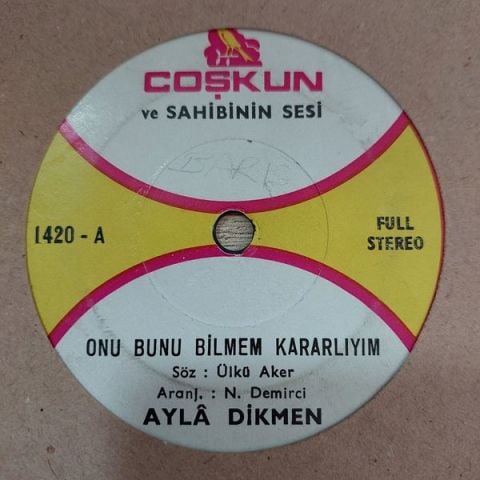 COŞKUN
ve SAHİBİNİN SESİ
BARIŞ
1420 - A
FULL
STEREO
ONU BUNU BİLMEM KARARLIYIM
Söz : Ülkü Aker
Aranj. : N. Demirci
AYLÂ DİKMEN